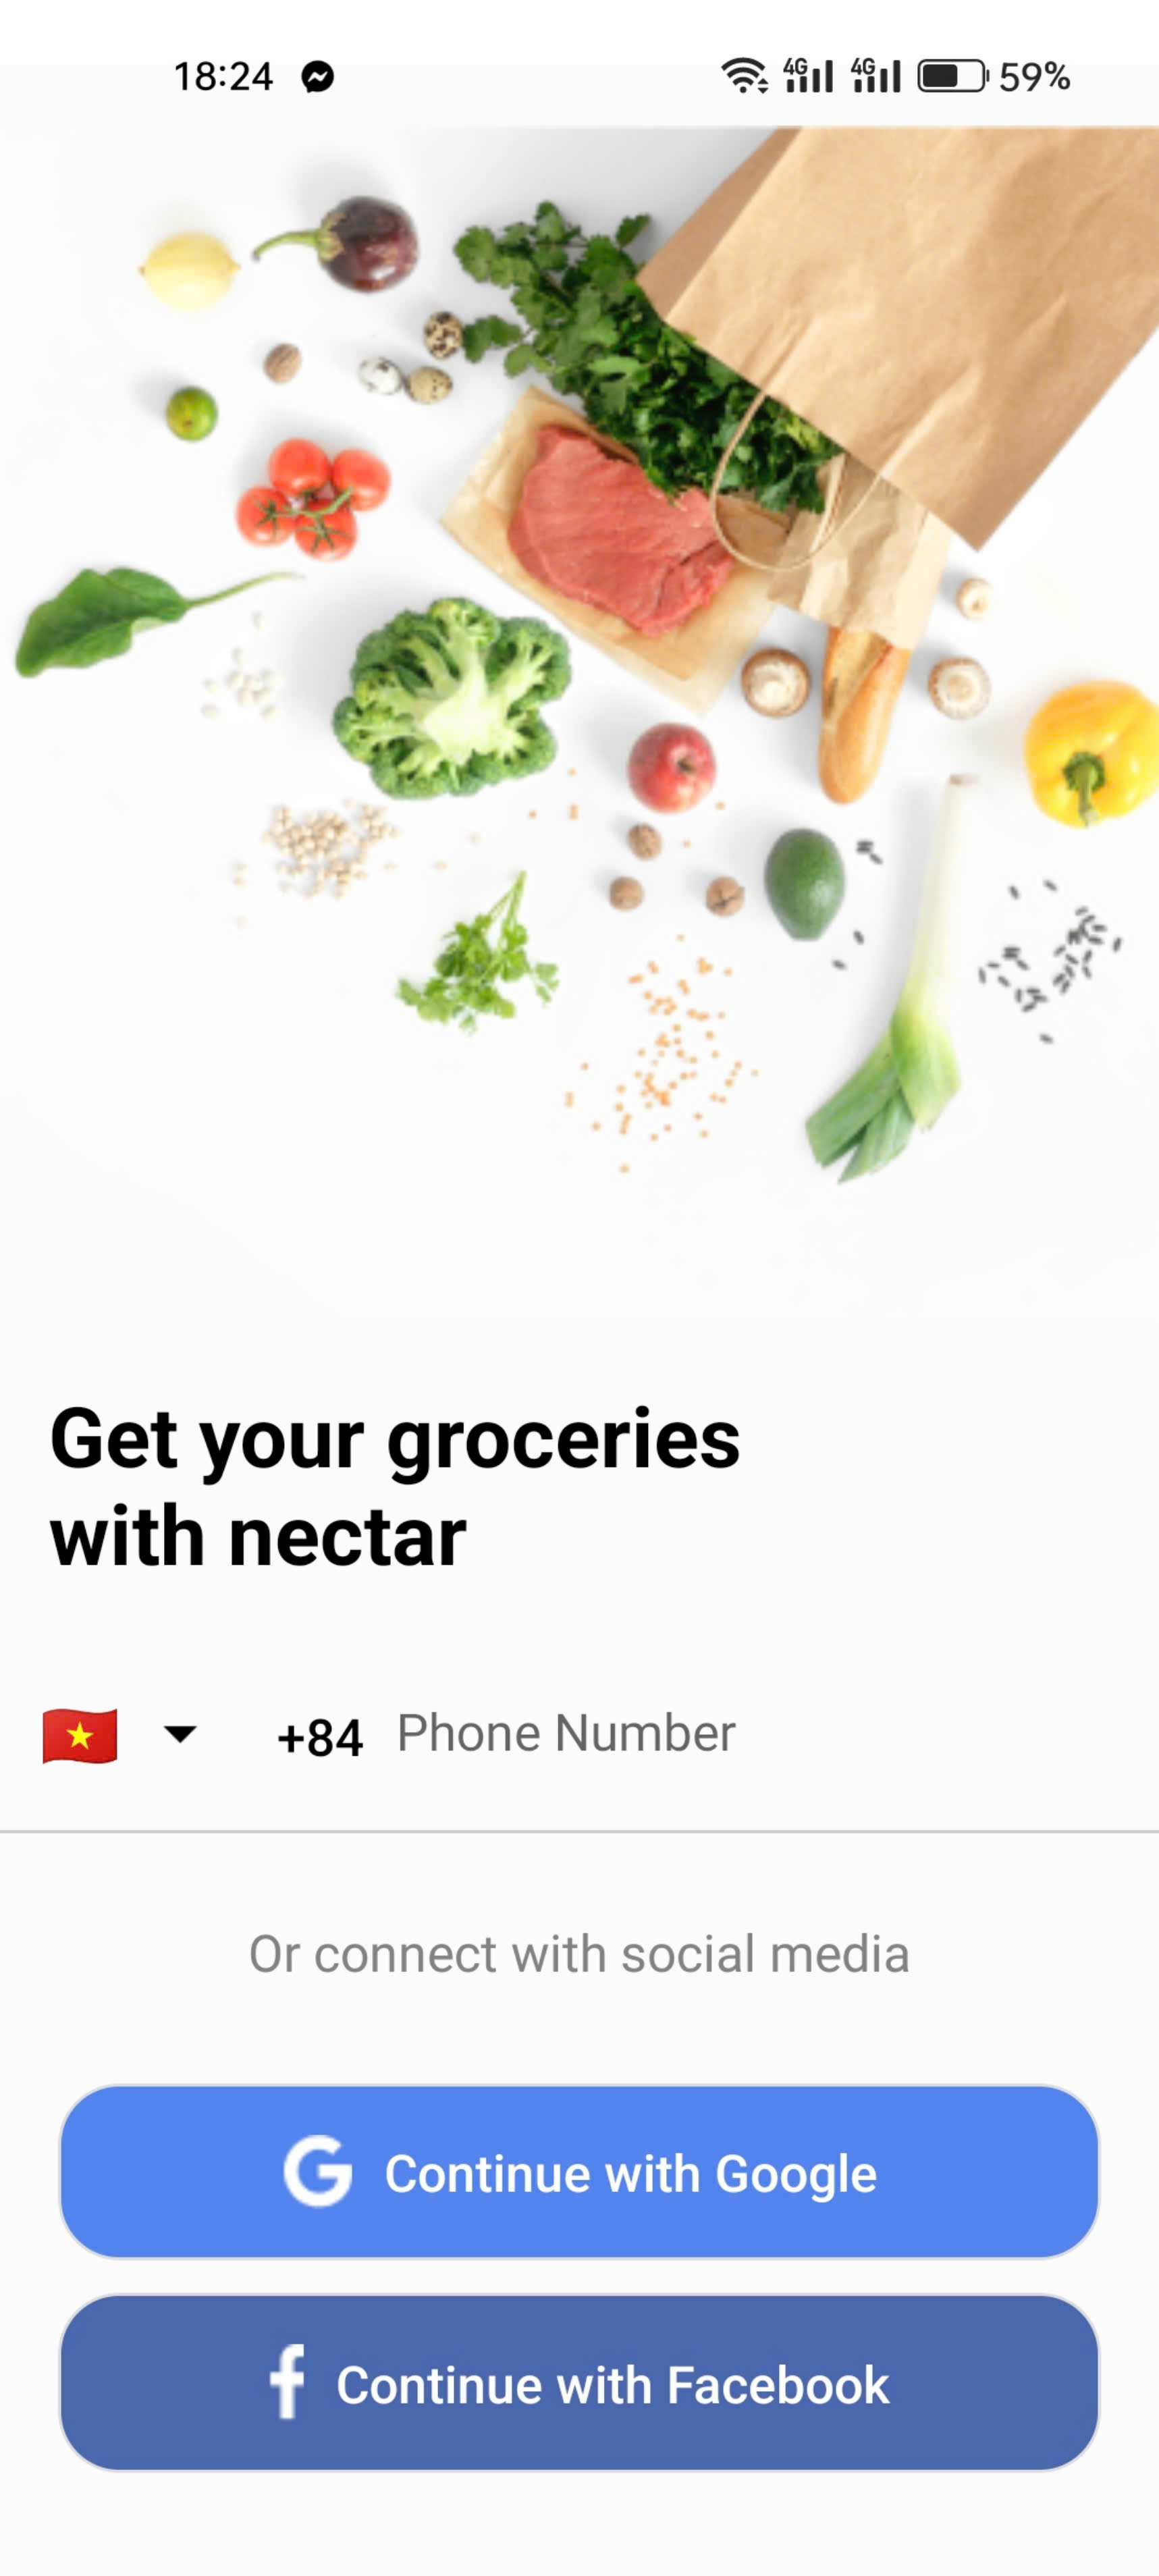 18:24
4G 4G 59%
Get your groceries
with nectar
+84 Phone Number
Or connect with social media
G Continue with Google
f Continue with Facebook